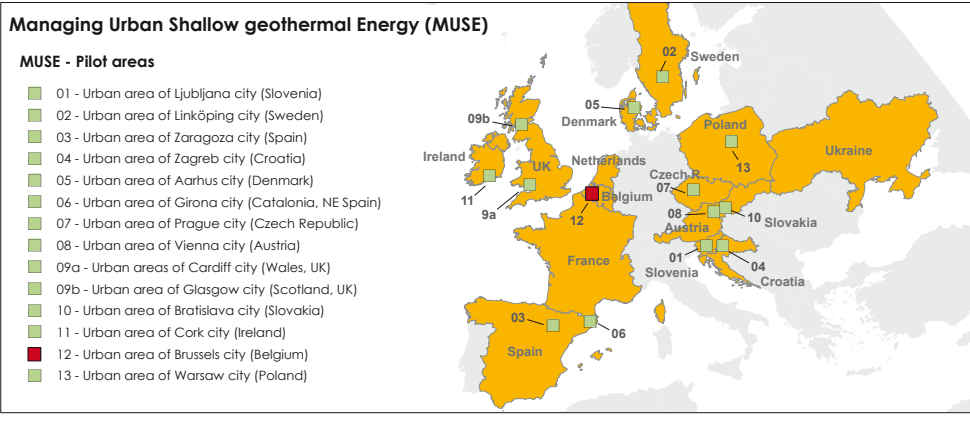 Managing Urban Shallow geothermal Energy (MUSE)
MUSE - Pilot areas
01 - Urban area of Ljubljana city (Slovenia)
02 - Urban area of Linköping city (Sweden)
03 - Urban area of Zaragoza city (Spain)
04 - Urban area of Zagreb city (Croatia)
05 - Urban area of Aarhus city (Denmark)
06 - Urban area of Girona city (Catalonia, NE Spain)
07 - Urban area of Prague city (Czech Republic)
08 - Urban area of Vienna city (Austria)
09a - Urban areas of Cardiff city (Wales, UK)
09b - Urban area of Glasgow city (Scotland, UK)
10 - Urban area of Bratislava city (Slovakia)
11 - Urban area of Cork city (Ireland)
12 - Urban area of Brussels city (Belgium)
13 - Urban area of Warsaw city (Poland)
02
Sweden
05
Denmark
09b
Poland
13
Ukraine
Ireland
UK
Netherlands
11
9a
Czech R.
07
Belgium
12
08
10
Slovakia
Austria
01
Slovenia
04
Croatia
France
03
06
Spain